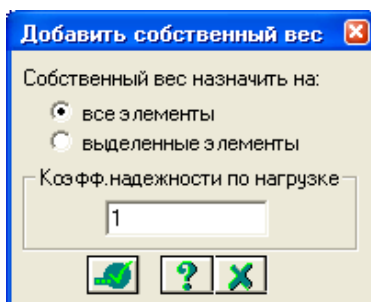 Добавить собственный вес
Собственный вес назначить на:
все элементы
выделенные элементы
Коэфф.надежности по нагрузке
1
?